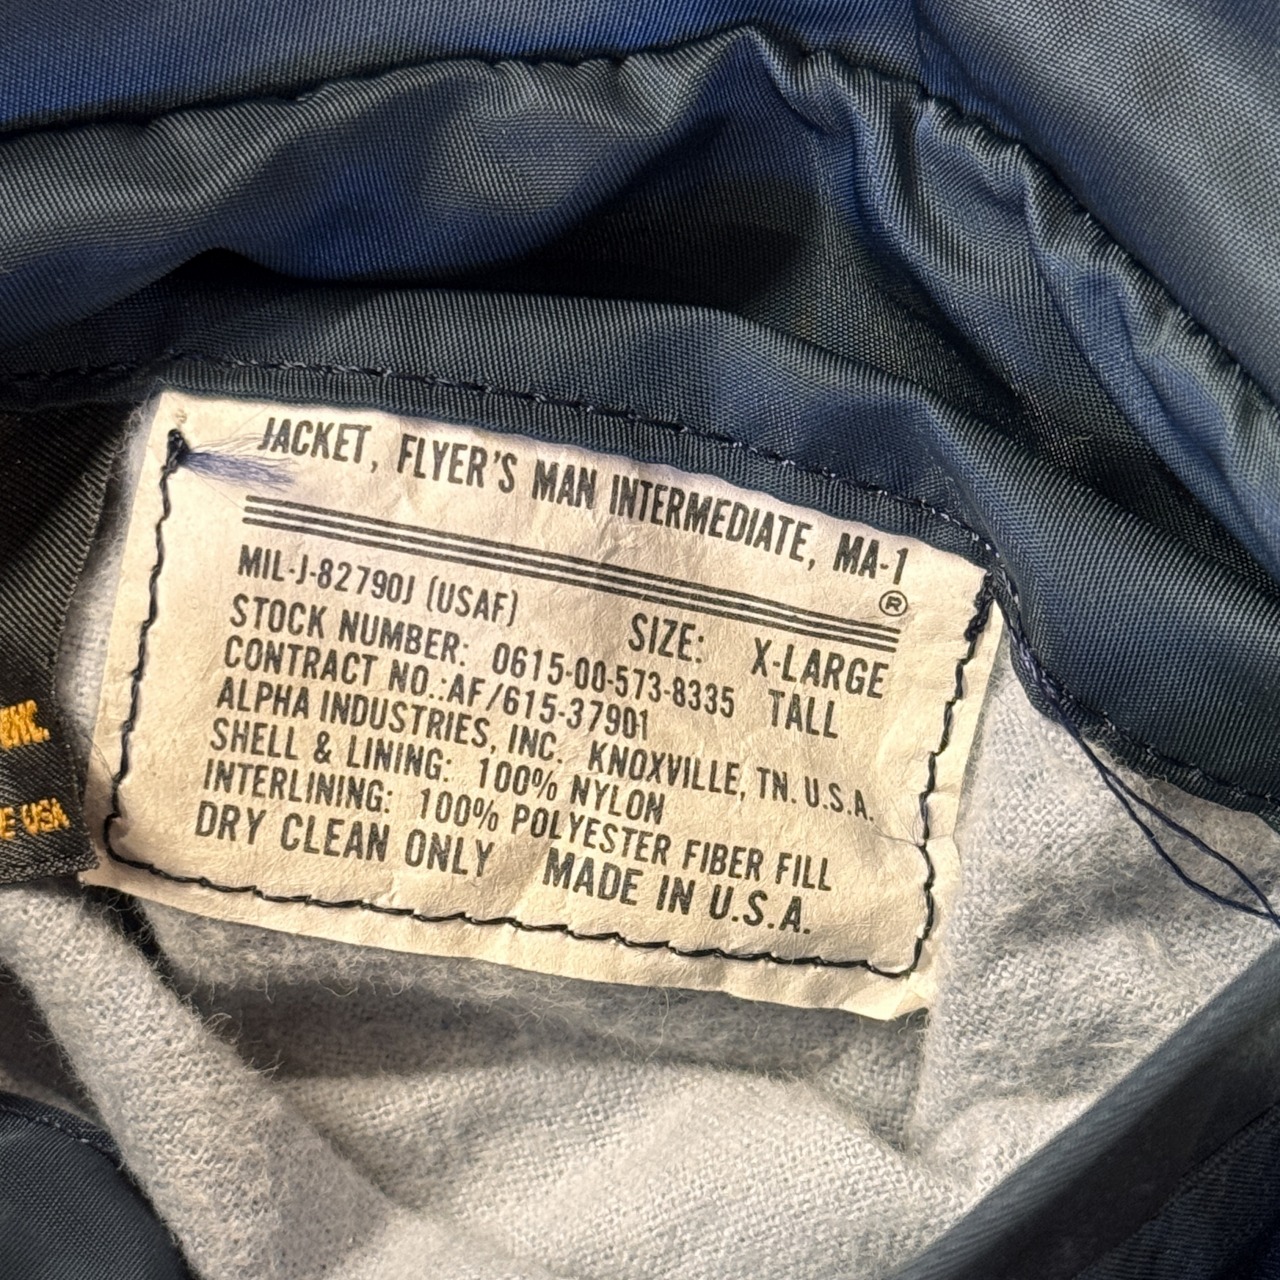 JACKET, FLYER'S MAN INTERMEDIATE, MA-1
®
MIL-J-82790J (USAF) SIZE: X-LARGE
STOCK NUMBER: 0615-00-573-8335 TALL
CONTRACT NO.:AF/615-37901
ALPHA INDUSTRIES, INC. KNOXVILLE, TN. U.S.A.
SHELL & LINING: 100% NYLON
INTERLINING: 100% POLYESTER FIBER FILL
DRY CLEAN ONLY MADE IN U.S.A.
INC.
E USA